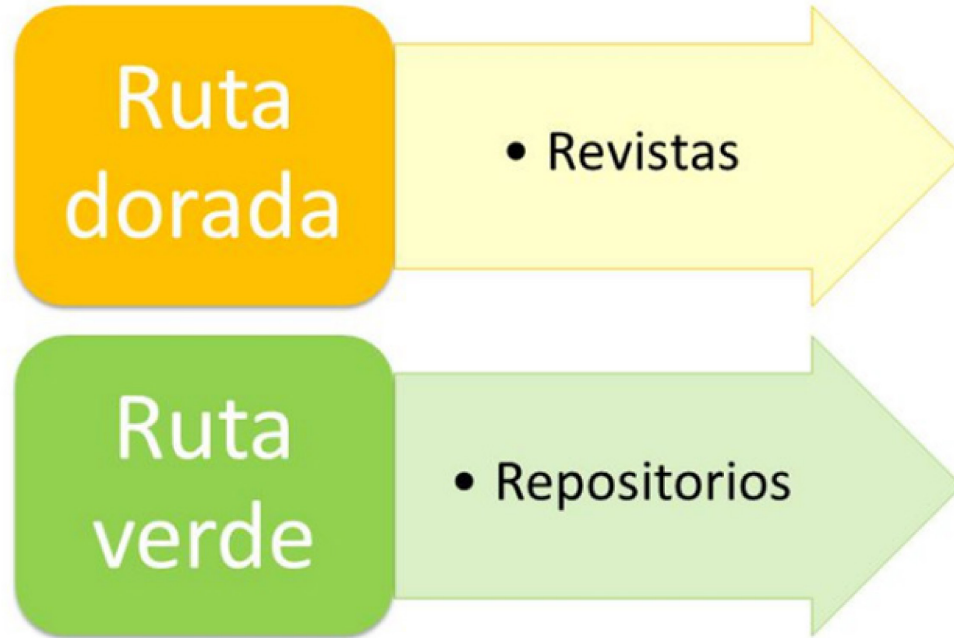 Ruta
dorada
• Revistas
Ruta
verde
• Repositorios